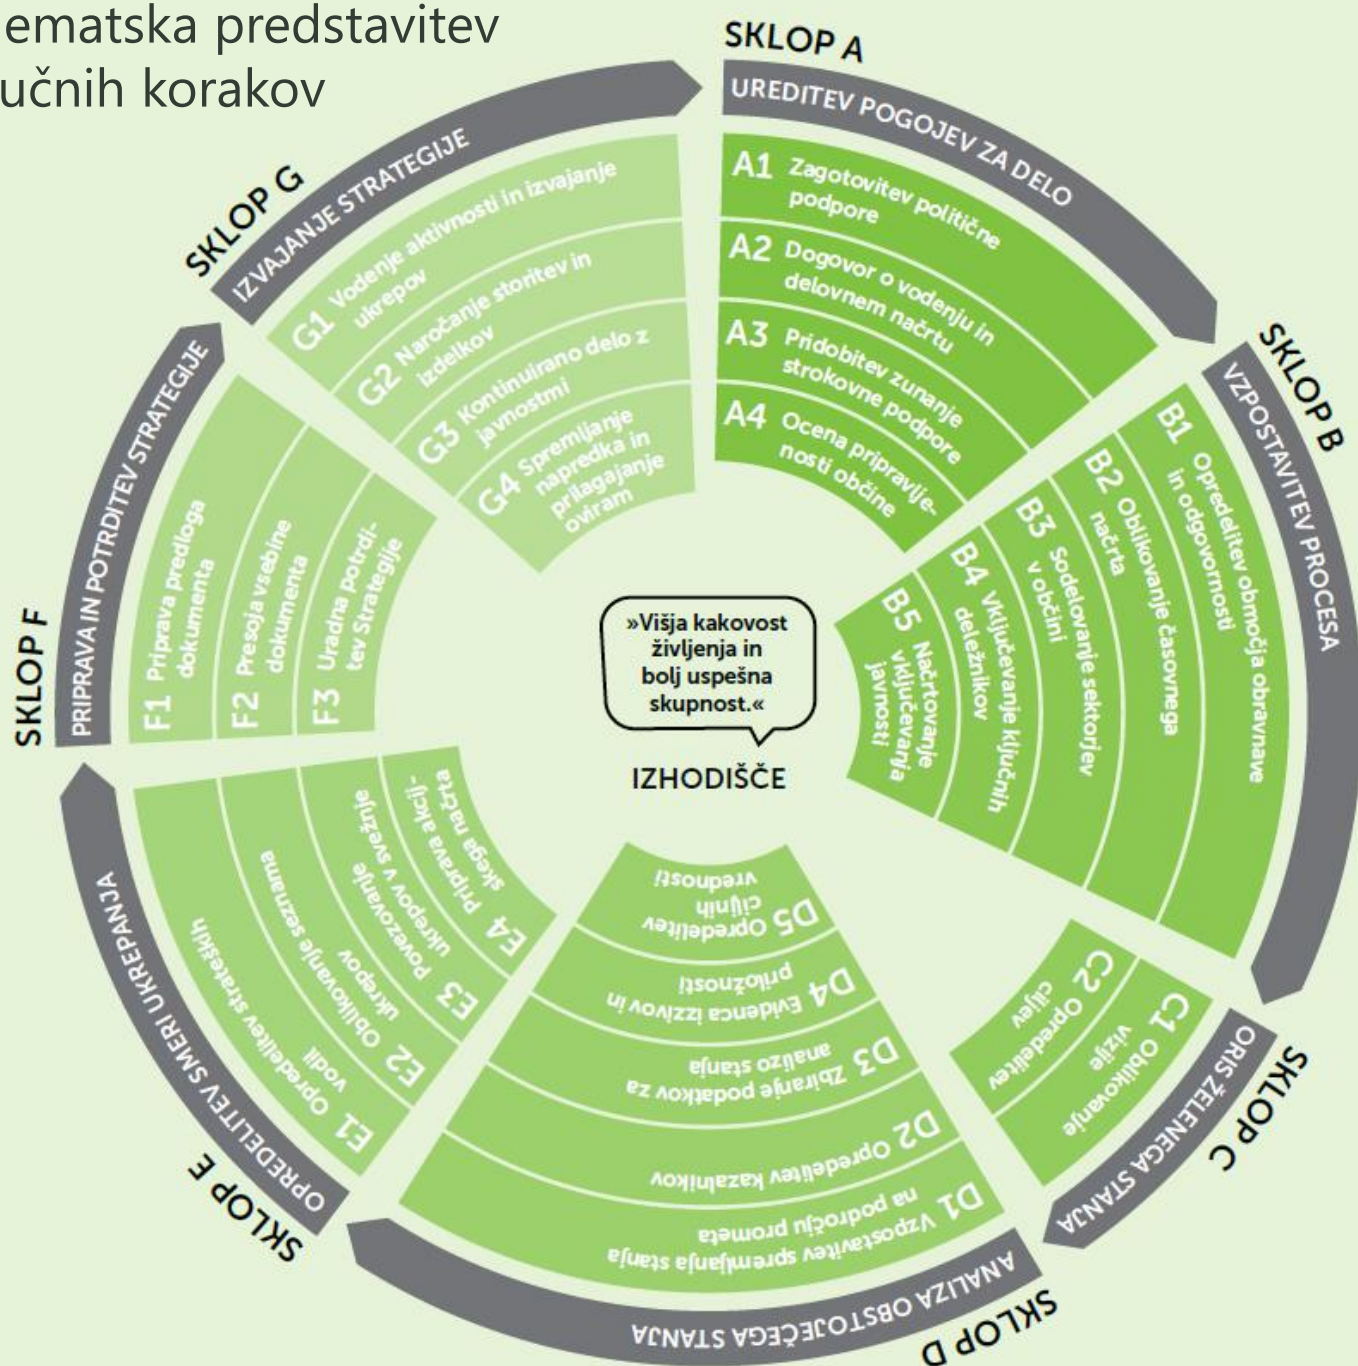 ematska predstavitev
učnih korakov
SKLOP A
UREDITEV POGOJEV ZA DELO
A1 Zagotovitev politične
podpore
A2 Dogovor o vodenju in
delovnem načrtu
A3 Pridobitev zunanje
strokovne podpore
A4 Ocena pripravlje-
nosti občine
SKLOP B
VZPOSTAVITEV PROCESA
B1 Opredelitev območja obravnave
in odgovornosti
B2 Oblikovanje časovnega
načrta
B3 Sodelovanje sektorjev
v občini
B4 Vključevanje ključnih
deležnikov
B5 Načrtovanje
vključevanja
javnosti
SKLOP C
ORIS ŽELENEGA STANJA
C1 Oblikovanje
vizije
C2 Opredelitev
ciljev
SKLOP D
ANALIZA OBSTOJEČEGA STANJA
D1 Vzpostavitev spremljanja stanja
na področju prometa
D2 Opredelitev kazalnikov
D3 Zbiranje podatkov za
analizo stanja
D4 Evidenca izzivov in
priložnosti
D5 Opredelitev
ciljnih
vrednosti
SKLOP E
OPREDELITEV SMERI UKREPANJA
E1 Opredelitev strateških
vodil
E2 Oblikovanje seznama
ukrepov
E3 Povezovanje
ukrepov v svežnje
E4 Priprava akcij-
skega načrta
SKLOP F
PRIPRAVA IN POTRDITEV STRATEGIJE
F1 Priprava predloga
dokumenta
F2 Presoja vsebine
dokumenta
F3 Uradna potrdi-
tev Strategije
SKLOP G
IZVAJANJE STRATEGIJE
G1 Vodenje aktivnosti in izvajanje
ukrepov
G2 Naročanje storitev in
izdelkov
G3 Kontinuirano delo z
javnostmi
G4 Spremljanje
napredka in
prilagajanje
oviram
»Višja kakovost
življenja in
bolj uspešna
skupnost.«
IZHODIŠČE